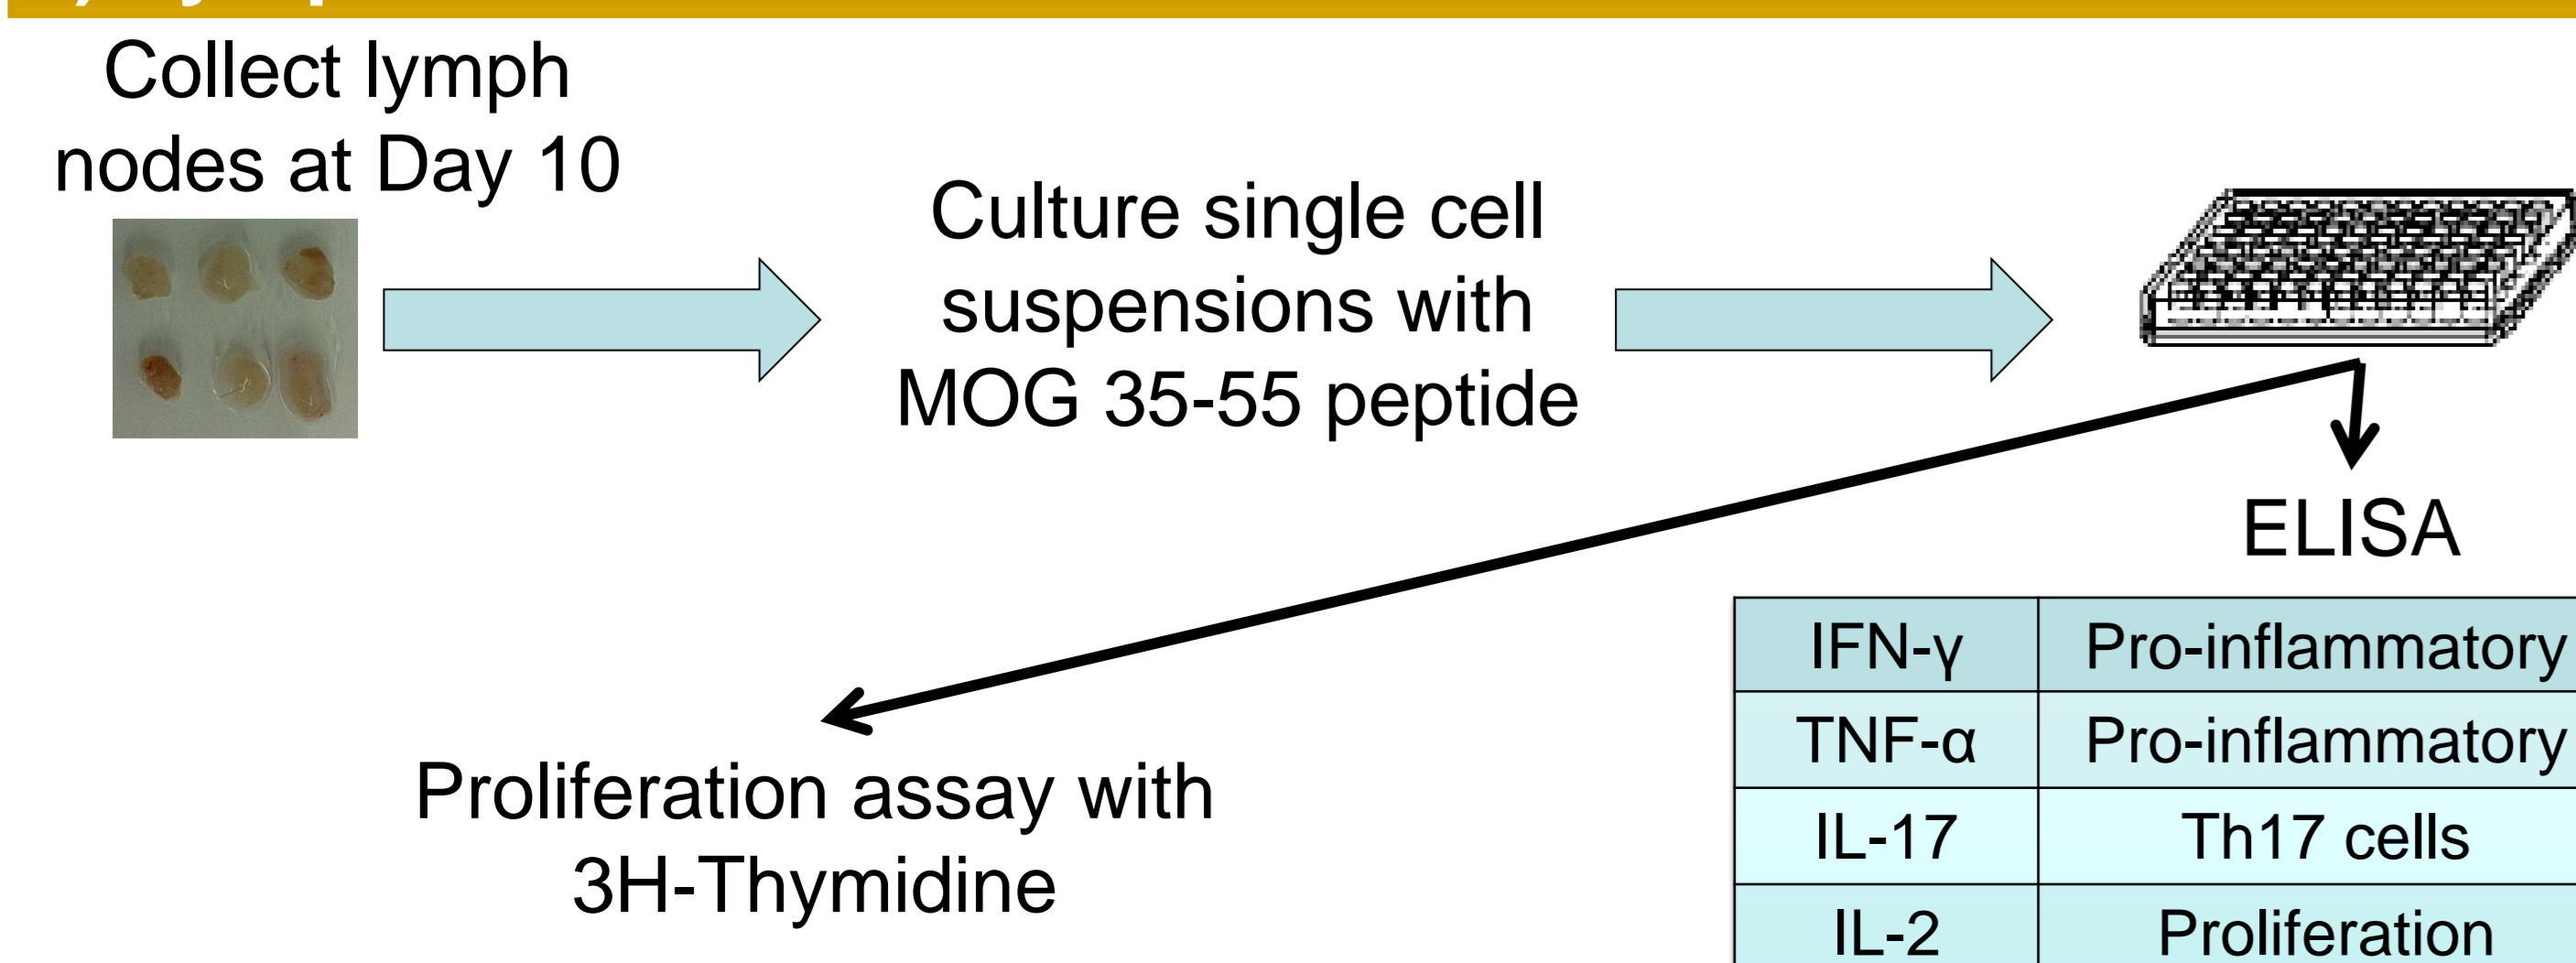 Collect lymph
nodes at Day 10
Culture single cell
suspensions with
MOG 35-55 peptide
ELISA
IFN-γ Pro-inflammatory
TNF-α Pro-inflammatory
IL-17 Th17 cells
IL-2 Proliferation
Proliferation assay with
3H-Thymidine